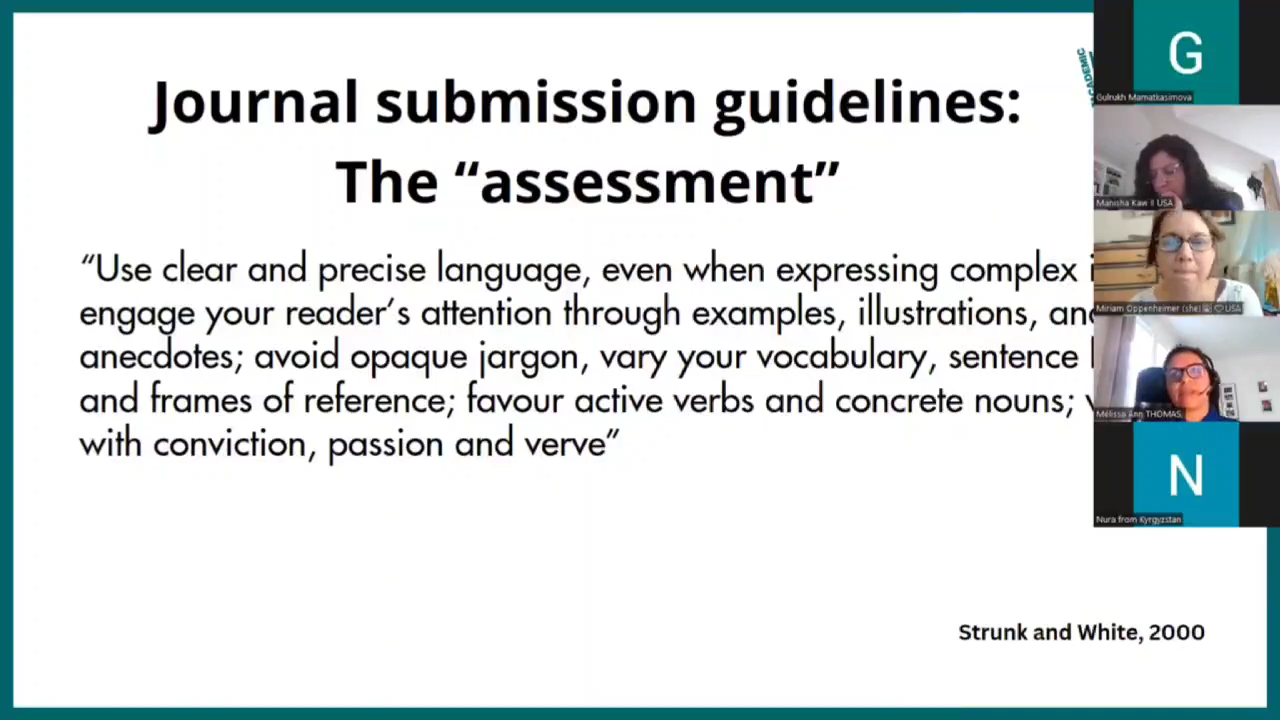 Journal submission guidelines:
The “assessment”
“Use clear and precise language, even when expressing complex
engage your reader’s attention through examples, illustrations, and
anecdotes; avoid opaque jargon, vary your vocabulary, sentence
and frames of reference; favour active verbs and concrete nouns;
with conviction, passion and verve”
Strunk and White, 2000
G
Gulrukh Mamatkasimova
Manisha Kaw II USA
Miriam Oppenheimer (she) USA
Mélissa Ann THOMAS
N
Nura from Kyrgyzstan